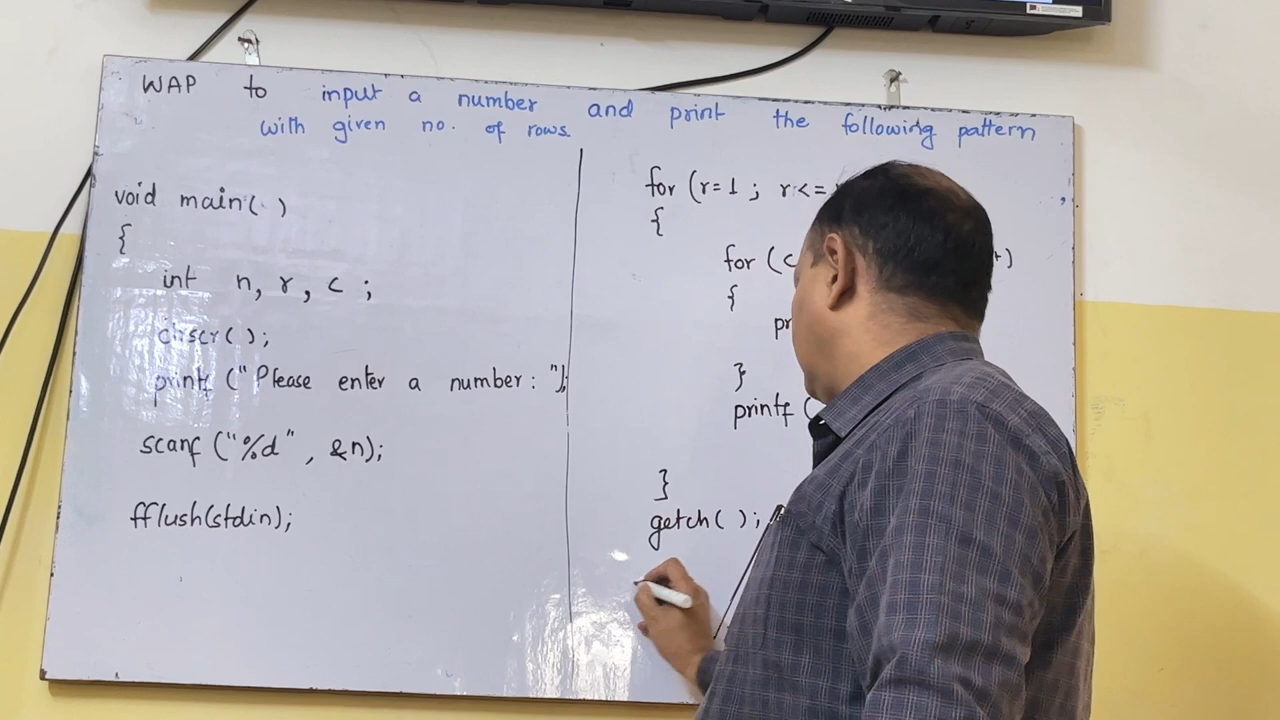 WAP to input a number and print the following pattern
with given no. of rows.
void main( )
{
int n, r, c ;
clrscr( );
printf ("Please enter a number : ");
scanf ("%d" , &n);
fflush(stdin);
for (r=1 ; r<=
{
for (c +)
{
pr
}
printf (
}
getch( );